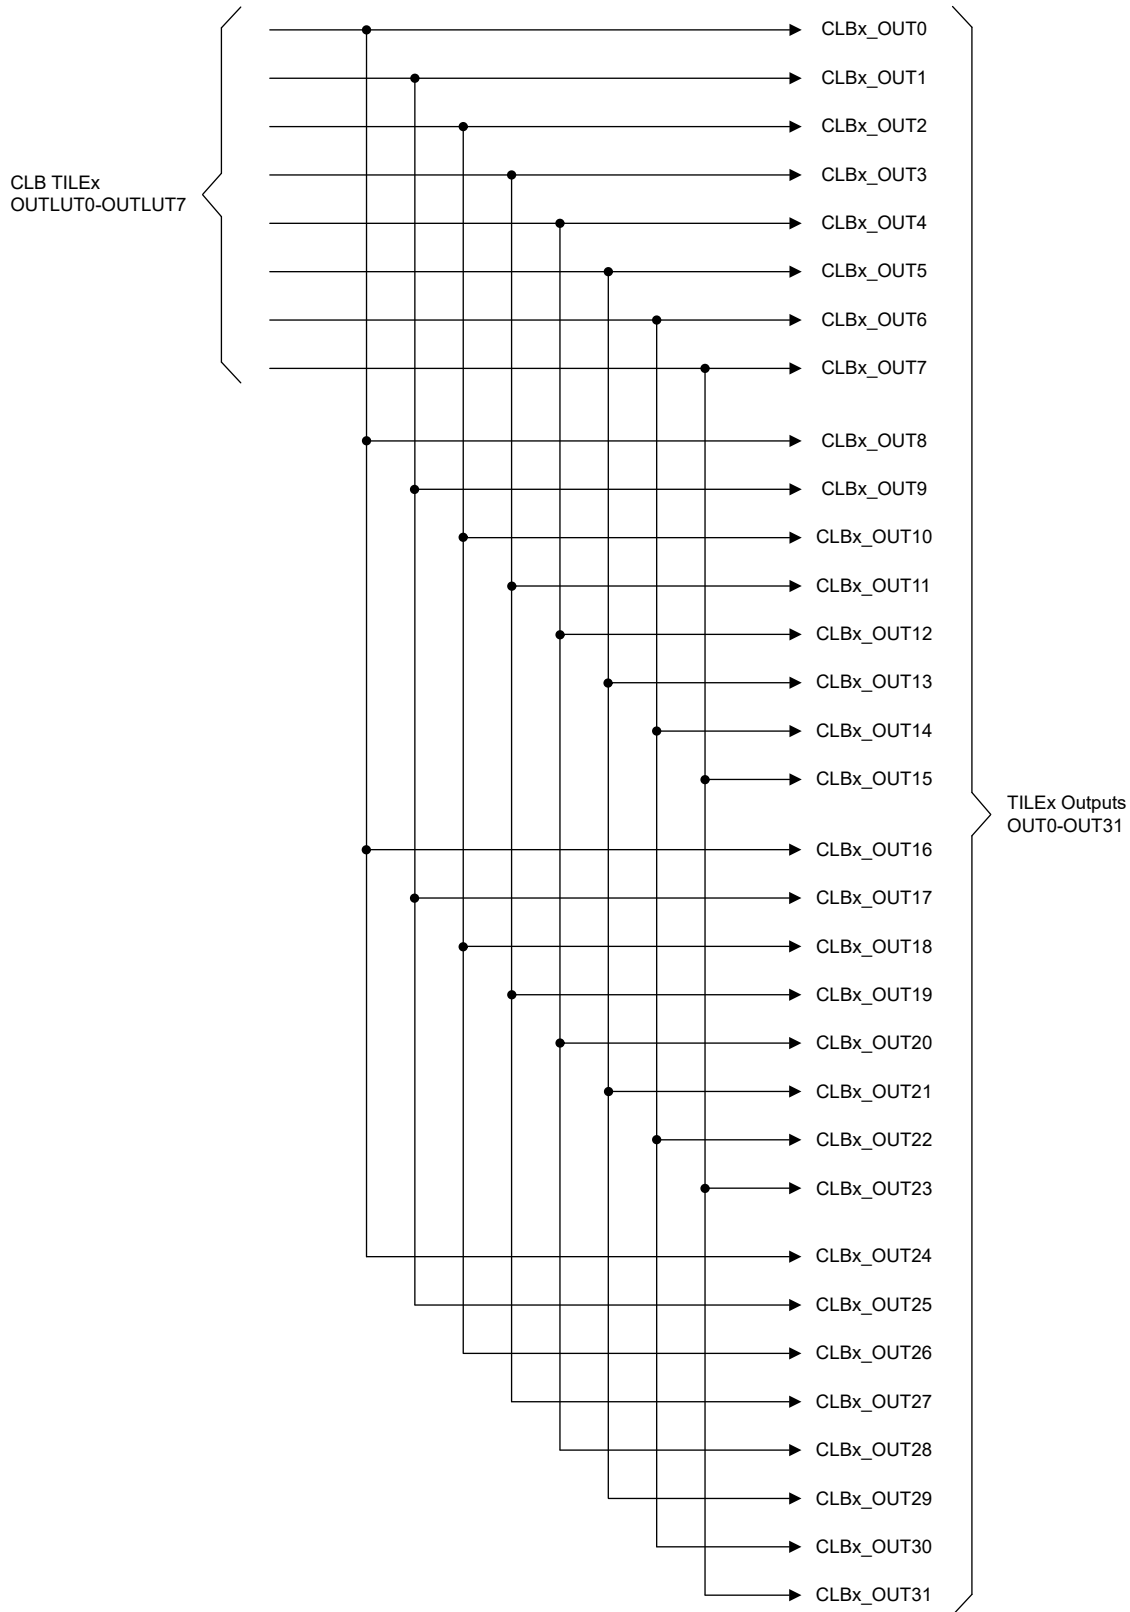 CLB TILEx
OUTLUT0-OUTLUT7
CLBx_OUT0
CLBx_OUT1
CLBx_OUT2
CLBx_OUT3
CLBx_OUT4
CLBx_OUT5
CLBx_OUT6
CLBx_OUT7
CLBx_OUT8
CLBx_OUT9
CLBx_OUT10
CLBx_OUT11
CLBx_OUT12
CLBx_OUT13
CLBx_OUT14
CLBx_OUT15
CLBx_OUT16
CLBx_OUT17
CLBx_OUT18
CLBx_OUT19
CLBx_OUT20
CLBx_OUT21
CLBx_OUT22
CLBx_OUT23
CLBx_OUT24
CLBx_OUT25
CLBx_OUT26
CLBx_OUT27
CLBx_OUT28
CLBx_OUT29
CLBx_OUT30
CLBx_OUT31
TILEx Outputs
OUT0-OUT31